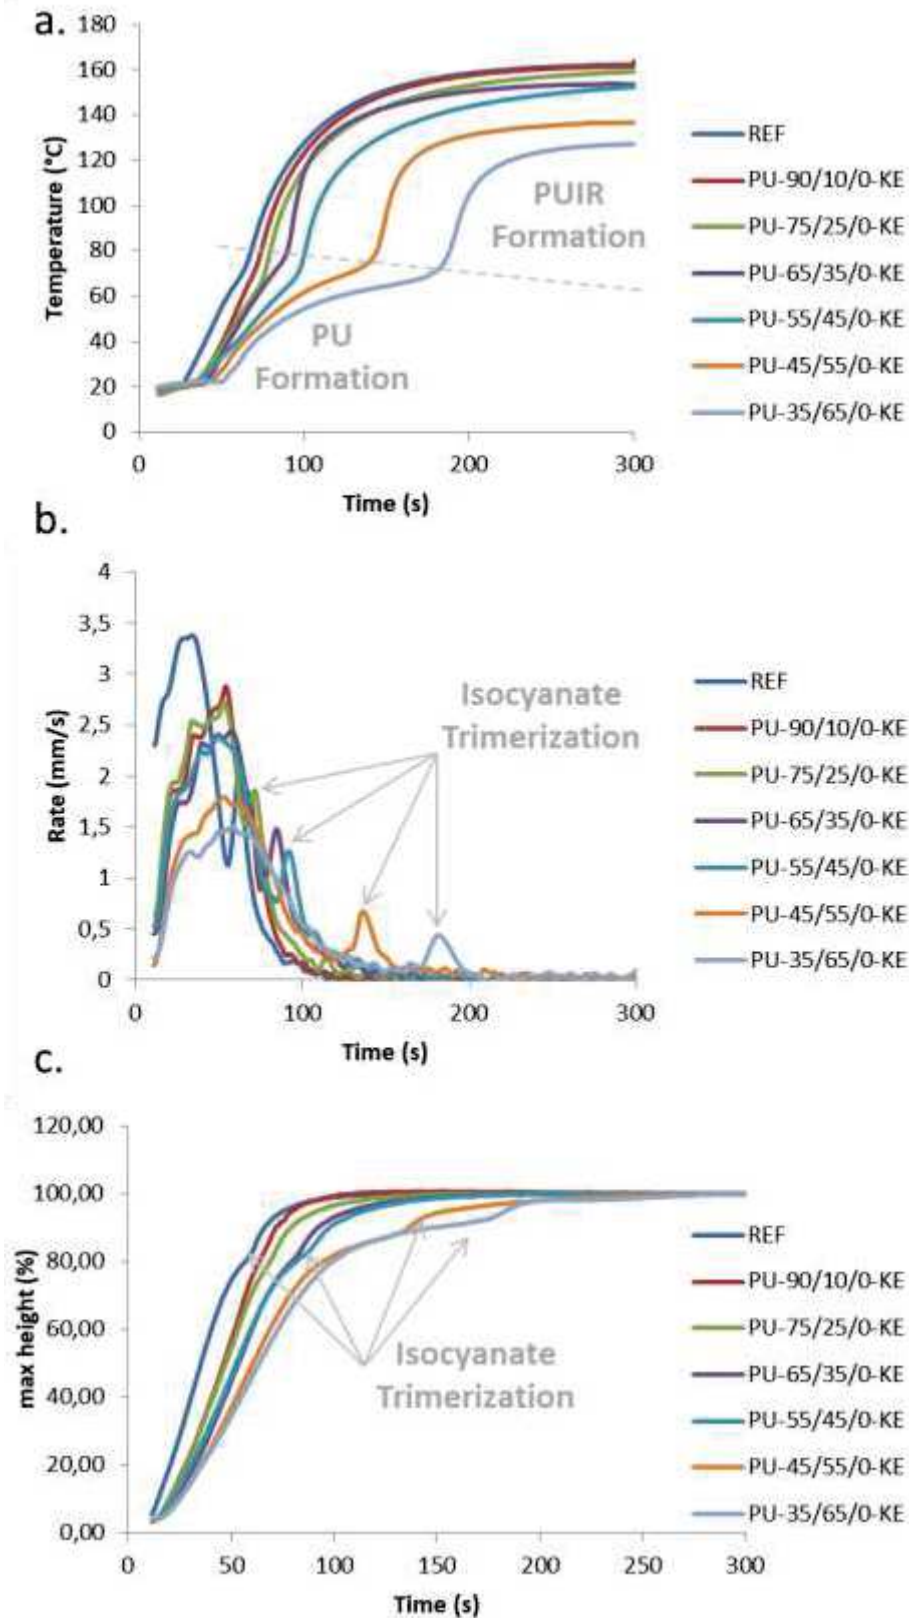 a.
180
160
140
120
100
80
60
40
20
0
Temperature (°C)
PUIR
Formation
PU
Formation
0 100 200 300
Time (s)
REF
PU-90/10/0-KE
PU-75/25/0-KE
PU-65/35/0-KE
PU-55/45/0-KE
PU-45/55/0-KE
PU-35/65/0-KE
b.
4
3,5
3
2,5
2
1,5
1
0,5
0
Rate (mm/s)
Isocyanate
Trimerization
0 100 200 300
Time (s)
REF
PU-90/10/0-KE
PU-75/25/0-KE
PU-65/35/0-KE
PU-55/45/0-KE
PU-45/55/0-KE
PU-35/65/0-KE
c.
120,00
100,00
80,00
60,00
40,00
20,00
0,00
max height (%)
Isocyanate
Trimerization
0 50 100 150 200 250 300
Time (s)
REF
PU-90/10/0-KE
PU-75/25/0-KE
PU-65/35/0-KE
PU-55/45/0-KE
PU-45/55/0-KE
PU-35/65/0-KE